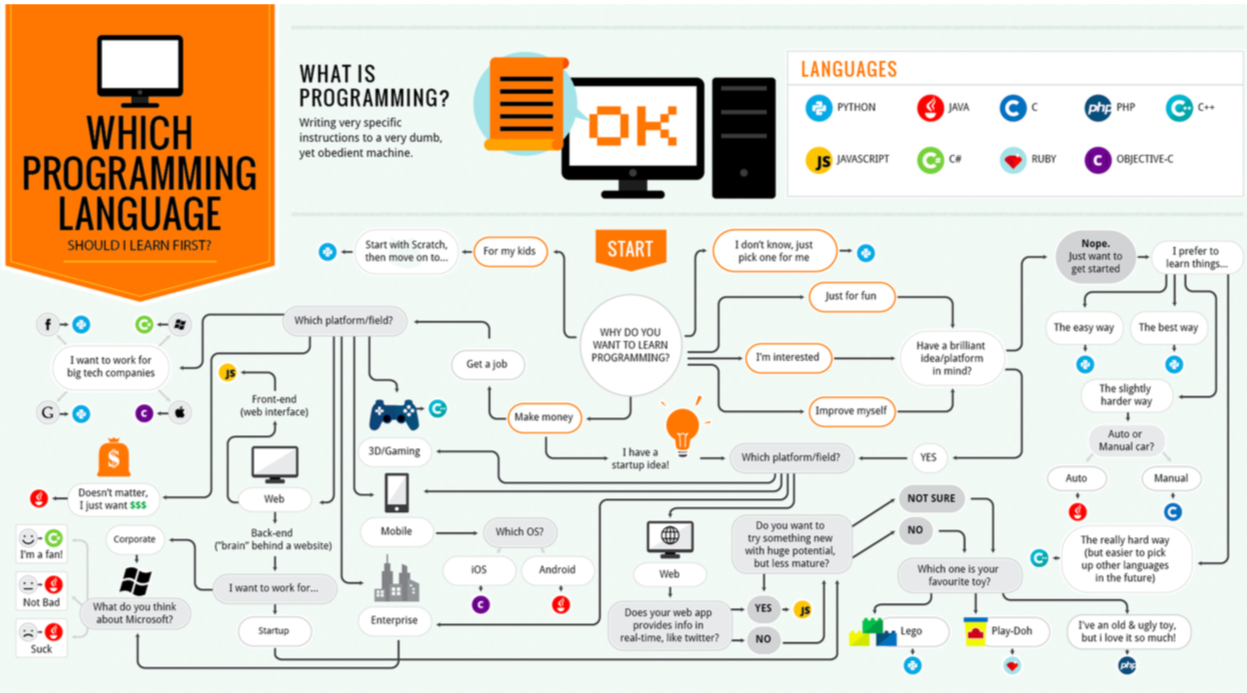 WHICH
PROGRAMMING
LANGUAGE
SHOULD I LEARN FIRST?
WHAT IS
PROGRAMMING?
Writing very specific
instructions to a very dumb,
yet obedient machine.
OK
LANGUAGES
PYTHON
JAVA
C
C
php
PHP
C++
C++
JS
JAVASCRIPT
C#
C#
RUBY
C
OBJECTIVE-C
START
WHY DO YOU
WANT TO LEARN
PROGRAMMING?
For my kids
Start with Scratch,
then move on to...
I don't know, just
pick one for me
Just for fun
I'm interested
Improve myself
Have a brilliant
idea/platform
in mind?
Nope.
Just want to
get started
I prefer to
learn things...
The easy way
The best way
The slightly
harder way
Auto or
Manual car?
Auto
Manual
C
The really hard way
(but easier to pick
up other languages
in the future)
C++
YES
Which platform/field?
Make money
Get a job
I have a
startup idea!
Which platform/field?
f
C#
I want to work for
big tech companies
G
C
$
Doesn't matter,
I just want $$$
JS
Front-end
(web interface)
Web
Back-end
("brain" behind a website)
I want to work for...
Corporate
Startup
What do you think
about Microsoft?
C#
I'm a fan!
Not Bad
Suck
C++
3D/Gaming
Mobile
Which OS?
iOS
C
Android
Enterprise
Web
Does your web app
provides info in
real-time, like twitter?
YES
JS
NO
Do you want to
try something new
with huge potential,
but less mature?
NOT SURE
NO
Which one is your
favourite toy?
Lego
Play-Doh
I've an old & ugly toy,
but i love it so much!
php